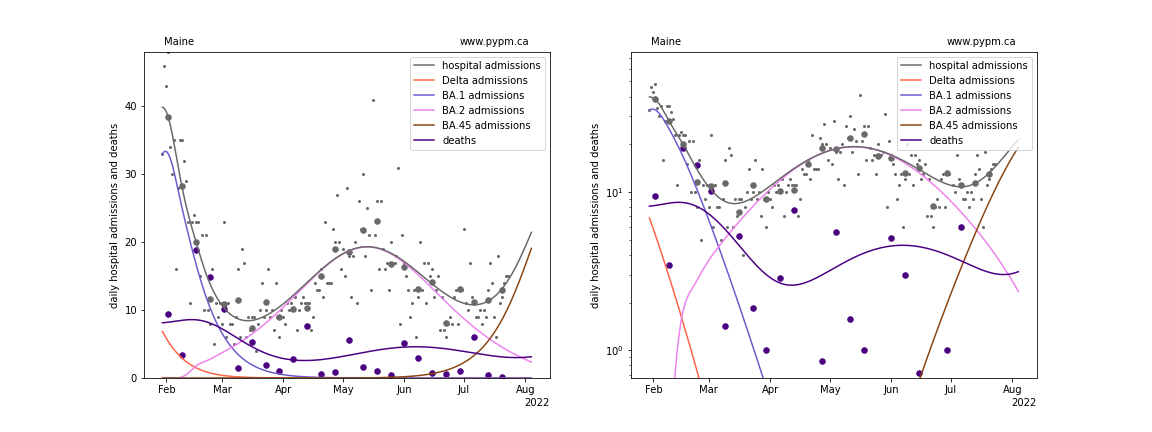 Maine www.pypm.ca
hospital admissions
Delta admissions
BA.1 admissions
BA.2 admissions
BA.45 admissions
deaths
daily hospital admissions and deaths
40
30
20
10
0
Feb Mar Apr May Jun Jul Aug
2022
Maine www.pypm.ca
hospital admissions
Delta admissions
BA.1 admissions
BA.2 admissions
BA.45 admissions
deaths
daily hospital admissions and deaths
10¹
10⁰
Feb Mar Apr May Jun Jul Aug
2022